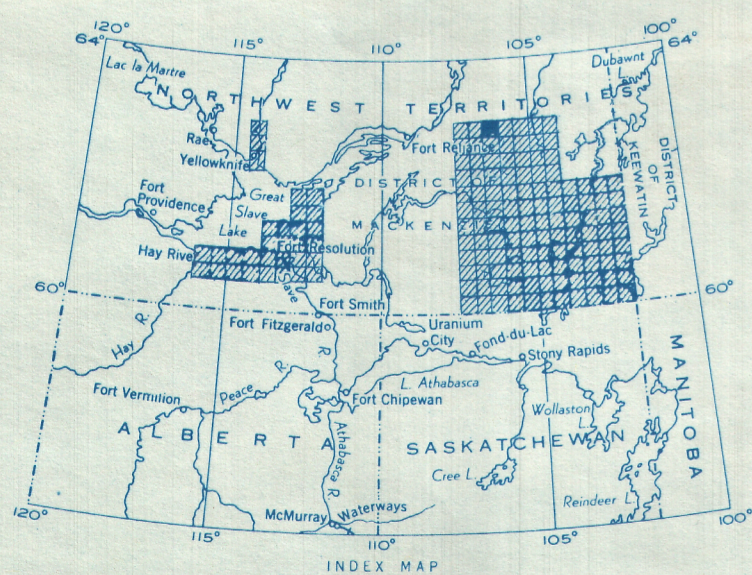 120°
115°
110°
105°
100°
64°
64°
Lac la Martre
Dubawnt
L.
NORTHWEST TERRITORIES
Rae
Yellowknife
Fort Reliance
DISTRICT
OF
KEEWATIN
Fort
Providence
Great
Slave
Lake
DISTRICT OF
MACKEN
Hay Rive
Fort Resolution
Slave
R.
60°
60°
Fort Smith
Hay R.
Fort Fitzgerald
Uranium
City
Fond-du-Lac
Stony Rapids
Fort Vermilion
Peace R.
L. Athabasca
Fort Chipewan
Wollaston
L.
MANITOBA
ALBERTA
SASKATCHEWAN
Athabasca R.
Cree L.
Reindeer L.
McMurray
Waterways
120°
115°
110°
105°
100°
INDEX MAP